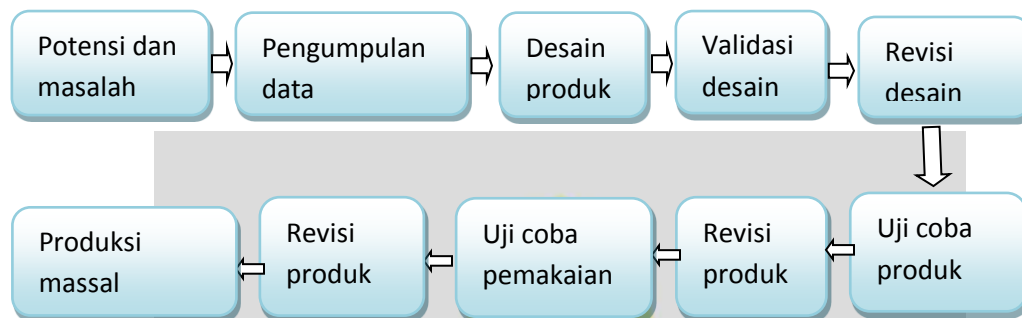 Potensi dan
masalah
Pengumpulan
data
Desain
produk
Validasi
desain
Revisi
desain
Uji coba
produk
Revisi
produk
Uji coba
pemakaian
Revisi
produk
Produksi
massal